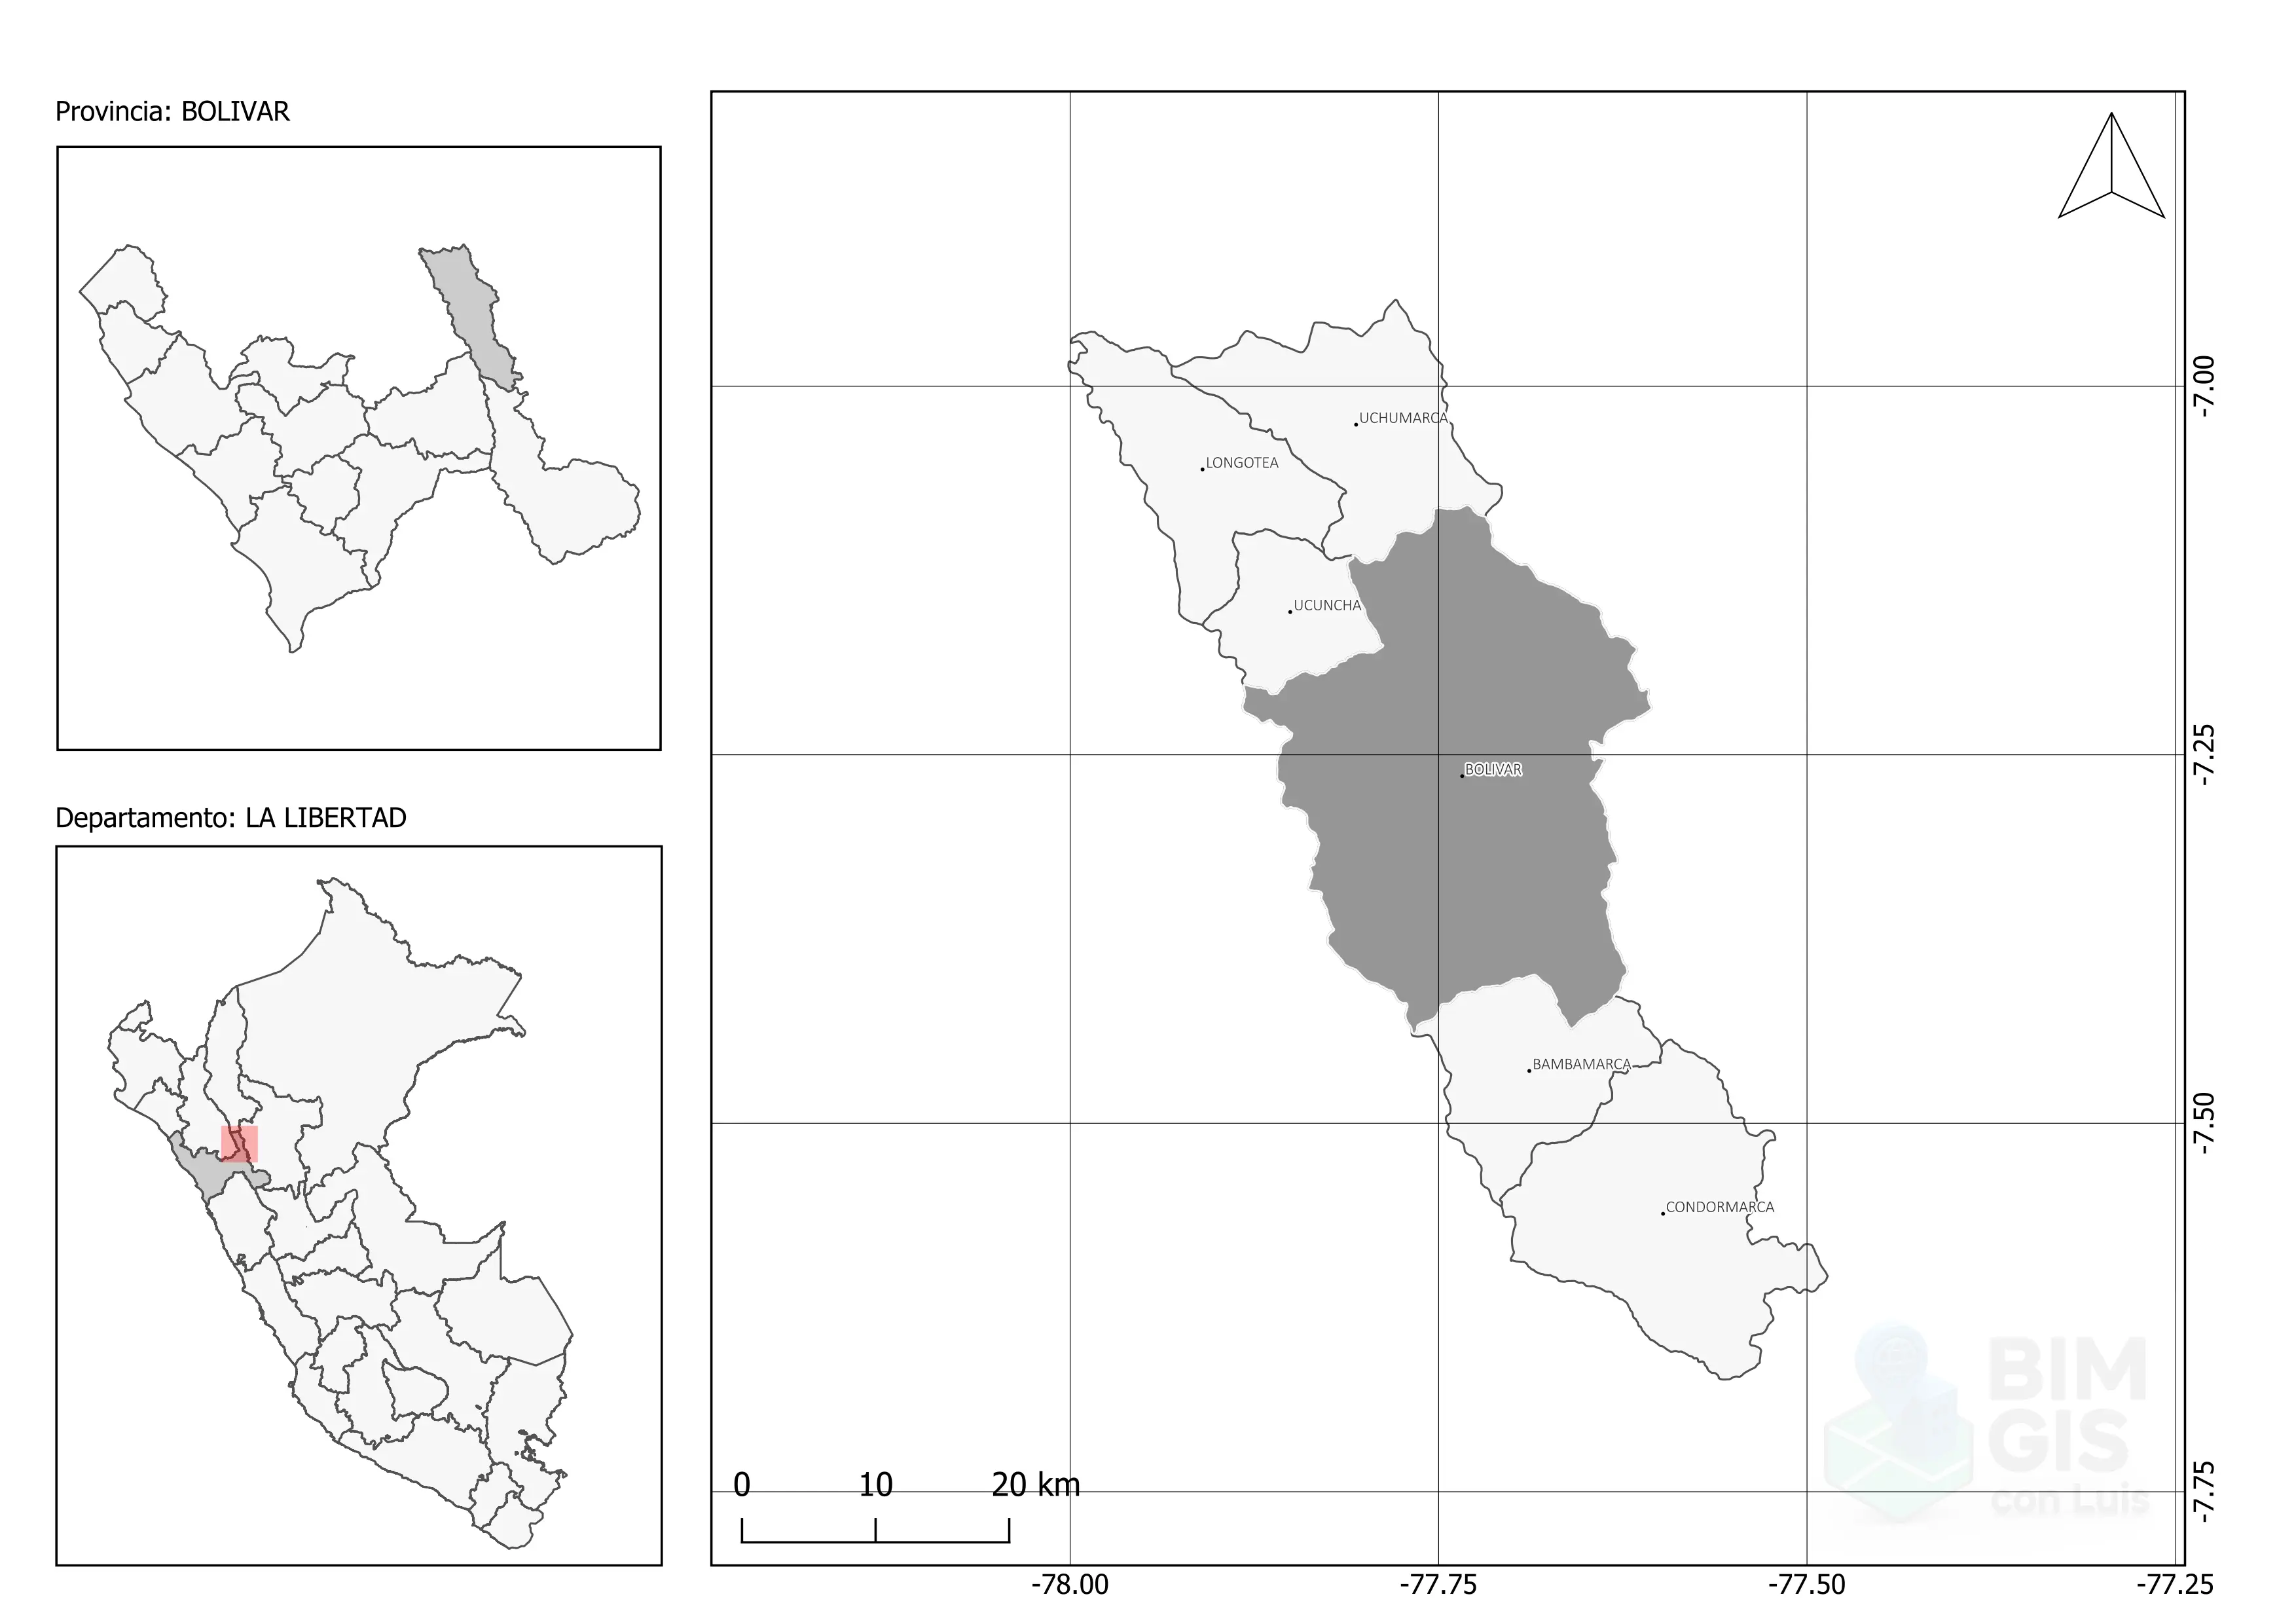 Provincia: BOLIVAR
Departamento: LA LIBERTAD
UCHUMARCA
LONGOTEA
UCUNCHA
BOLIVAR
BAMBAMARCA
CONDORMARCA
-7.00
-7.25
-7.50
-7.75
BIM
GIS
con Luis
0 10 20 km
-78.00 -77.75 -77.50 -77.25